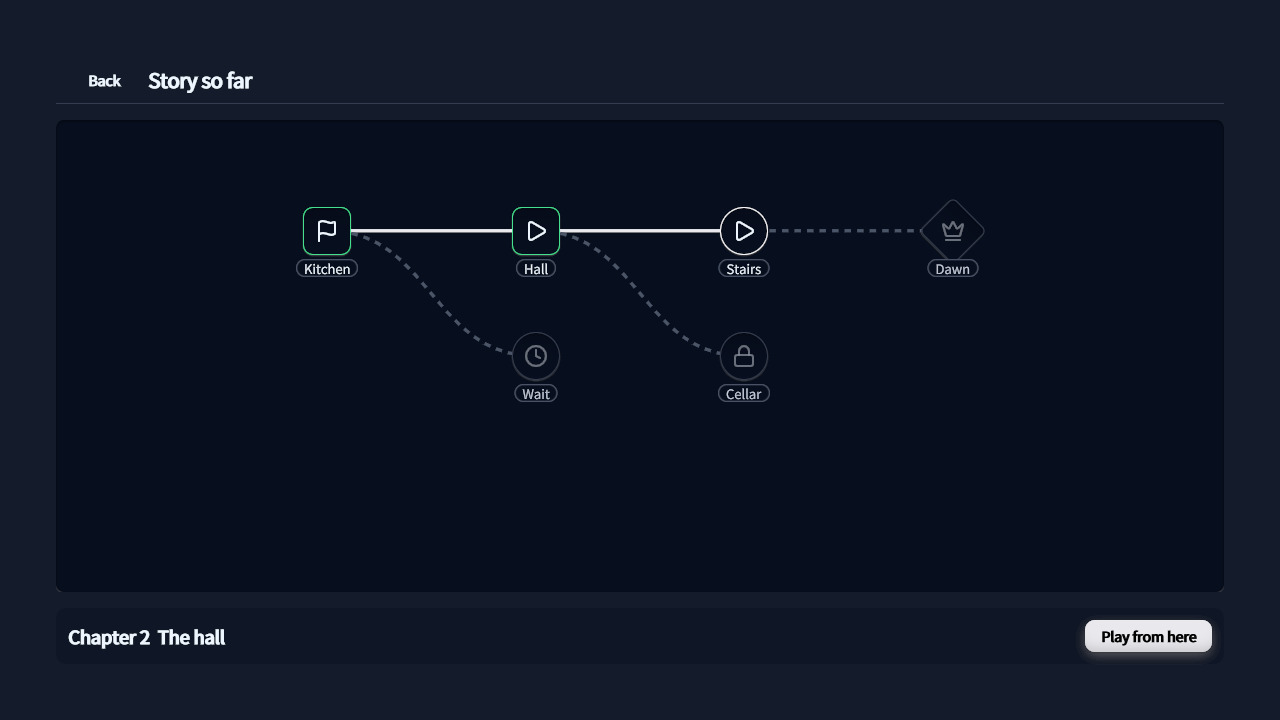 Back
Story so far
Kitchen
Hall
Stairs
Dawn
Wait
Cellar
Chapter 2 The hall
Play from here